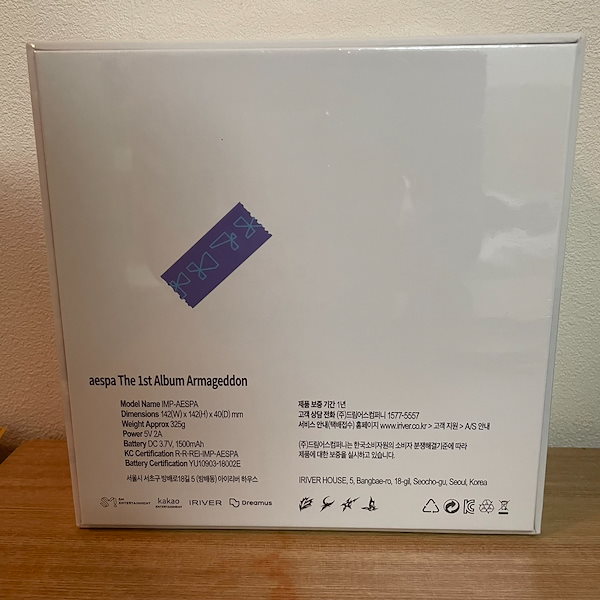 aespa The 1st Album Armageddon
Model Name IMP-AESPA
Dimensions 142(W) x 142(H) x 40(D) mm
Weight Approx 325g
Power 5V 2A
Battery DC 3.7V, 1500mAh
KC Certification R-R-REI-IMP-AESPA
Battery Certification YU10903-18002E
서울시 서초구 방배로18길 5 (방배동) 아이리버 하우스
제품 보증 기간 1년
고객 상담 전화 (주)드림어스컴퍼니 1577-5557
서비스 안내(택배접수) 홈페이지 www.iriver.co.kr > 고객 지원 > A/S 안내
(주)드림어스컴퍼니는 한국소비자원의 소비자 분쟁해결기준에 따라
제품에 대한 보증을 실시하고 있습니다.
IRIVER HOUSE, 5, Bangbae-ro, 18-gil, Seocho-gu, Seoul, Korea
SM ENTERTAINMENT kakao ENTERTAINMENT IRIVER Dreamus